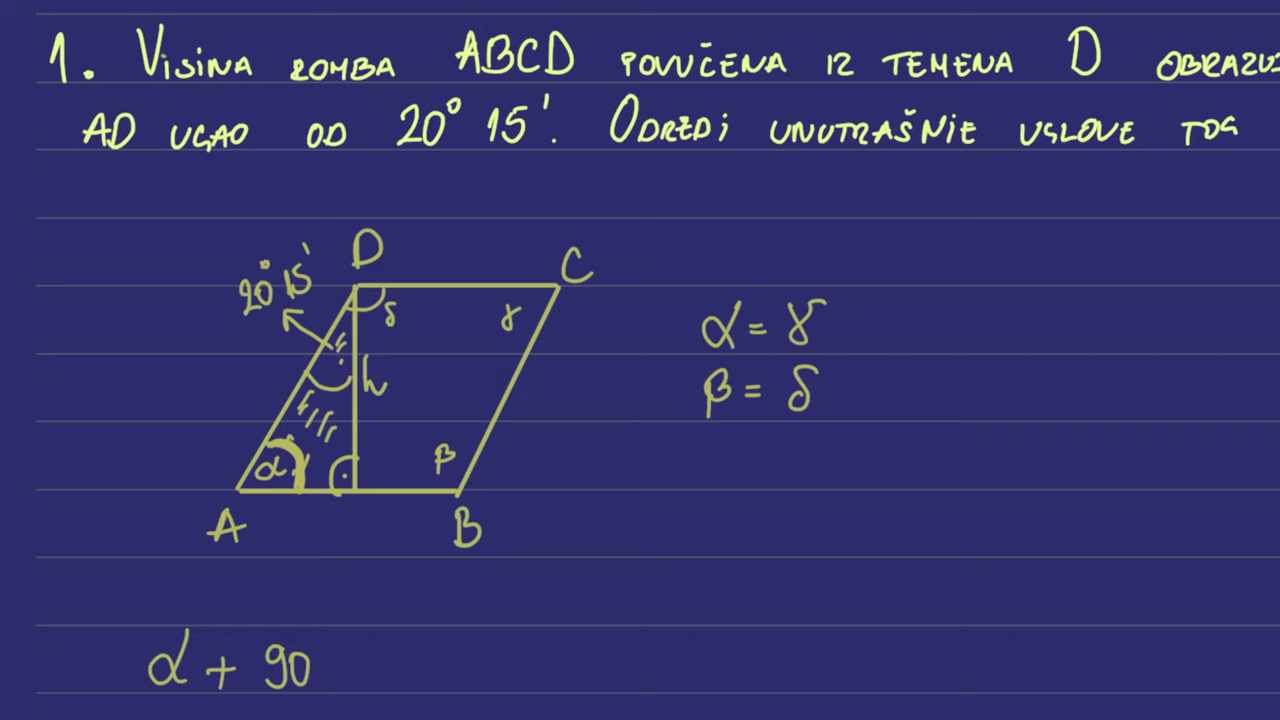 1. VISINA ROMBA ABCD POVUČENA IZ TEMENA D
AD UGAO OD 20° 15'. ODREDI UNUTRAŠNJE UGLOVE TOG
D
C
20° 15'
δ
γ
α = γ
h
β = δ
β
α
A
B
α + 90